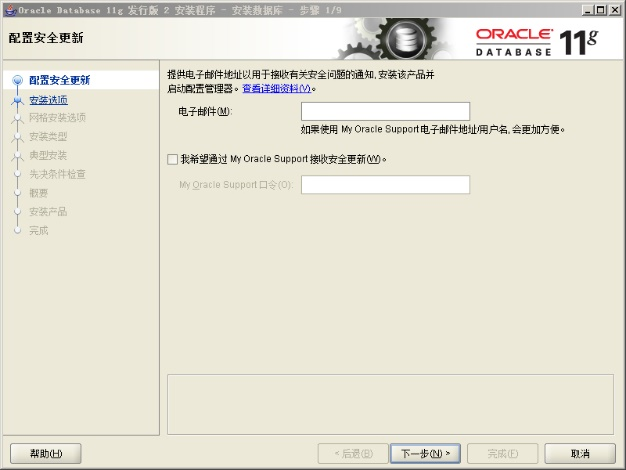 Oracle Database 11g 发行版 2 安装程序 - 安装数据库 - 步骤 1/9
配置安全更新
ORACLE
DATABASE 11g
配置安全更新
安装选项
网格安装选项
安装类型
典型安装
先决条件检查
概要
安装产品
完成
提供电子邮件地址以用于接收有关安全问题的通知, 安装该产品并
启动配置管理器。查看详细资料(V)。
电子邮件(M):
如果使用 My Oracle Support 电子邮件地址/用户名, 会更加方便。
我希望通过 My Oracle Support 接收安全更新(W)。
My Oracle Support 口令(O):
帮助(H)
< 后退(B)
下一步(N) >
完成(F)
取消